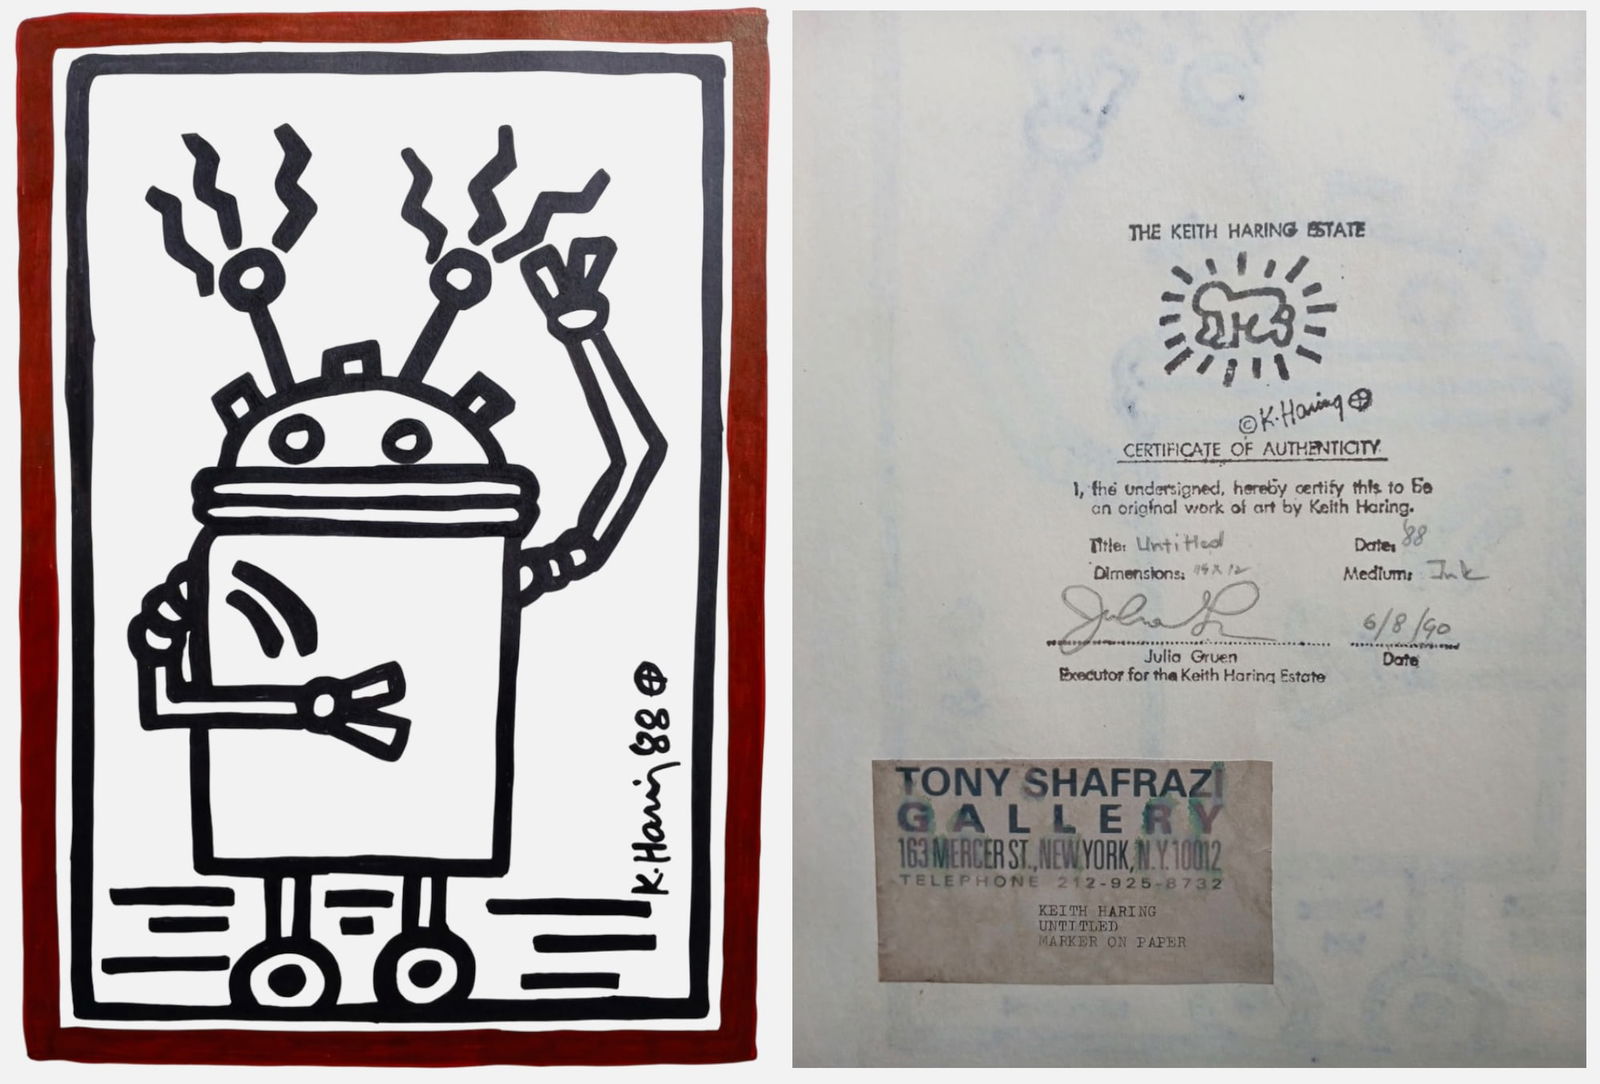 K. Haring '88 ⊕
THE KEITH HARING ESTATE
© K. Haring ⊕
CERTIFICATE OF AUTHENTICITY
I, the undersigned, hereby certify this to be
an original work of art by Keith Haring.
Title: Untitled Date: '88
Dimensions: x 12 Medium: Ink
6/8/90
Julia Gruen Date
Executor for the Keith Haring Estate
TONY SHAFRAZI
GALLERY
163 MERCER ST., NEW YORK, N.Y. 10012
TELEPHONE 212-925-8732
KEITH HARING
UNTITLED
MARKER ON PAPER